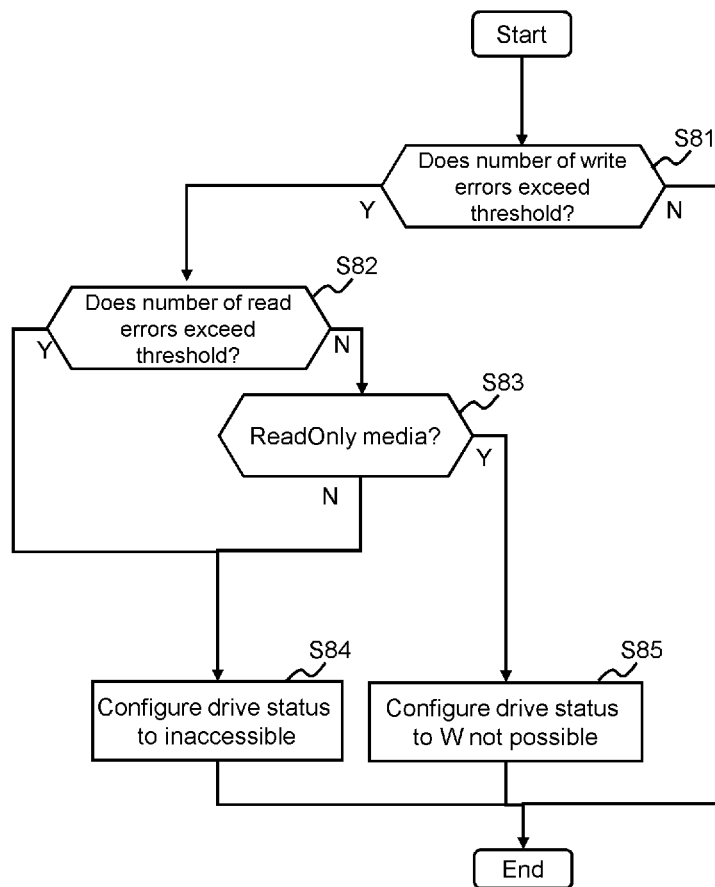 Start
S81
Does number of write
errors exceed
threshold?
Y
N
S82
Does number of read
errors exceed
threshold?
Y
N
S83
ReadOnly media?
Y
N
S84
Configure drive status
to inaccessible
S85
Configure drive status
to W not possible
End